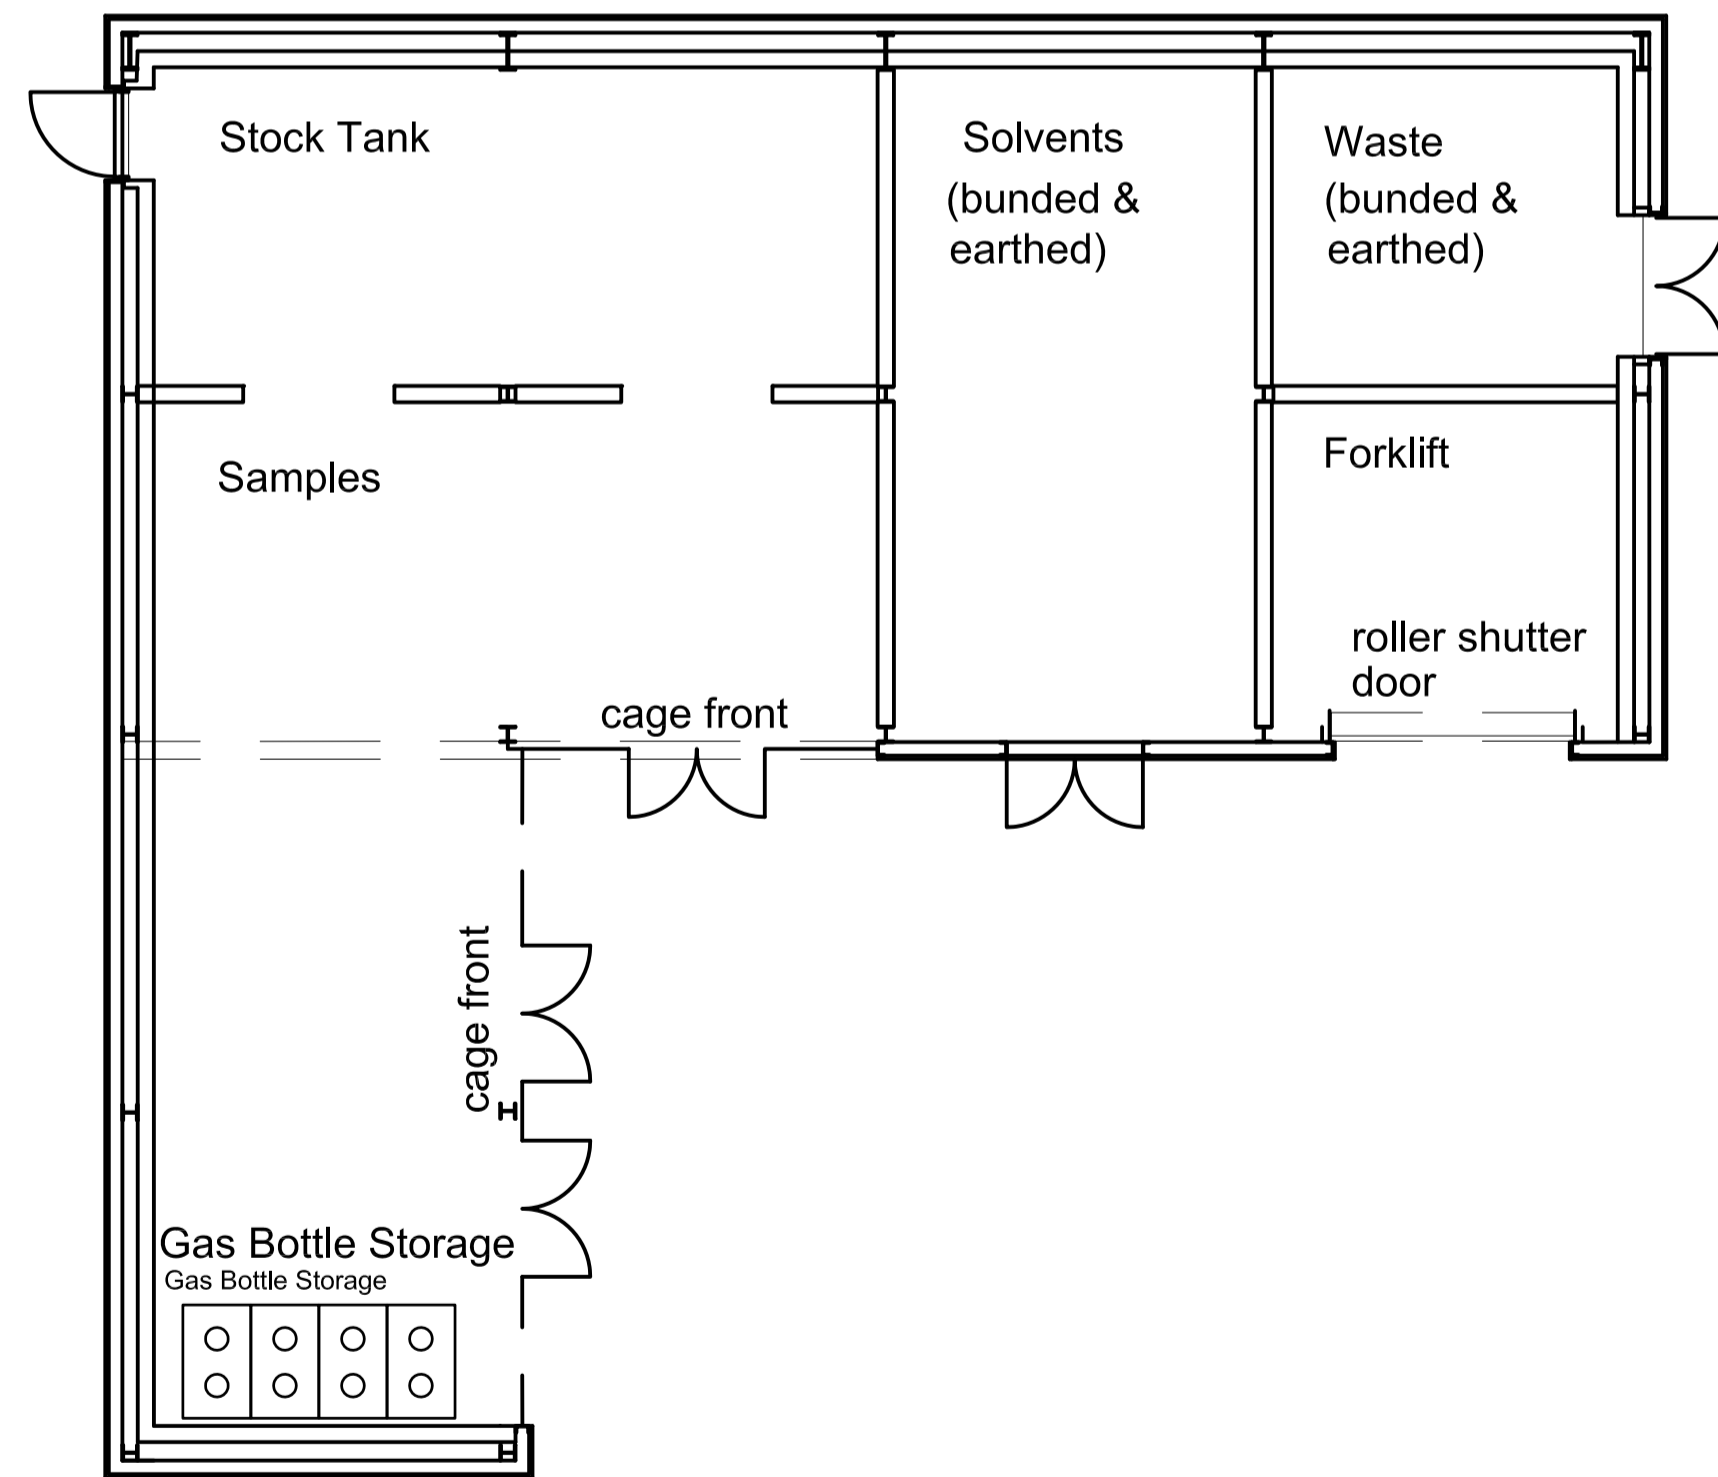 Stock Tank
Solvents
(bunded &
earthed)
Waste
(bunded &
earthed)
Samples
Forklift
roller shutter
door
cage front
cage front
Gas Bottle Storage
Gas Bottle Storage